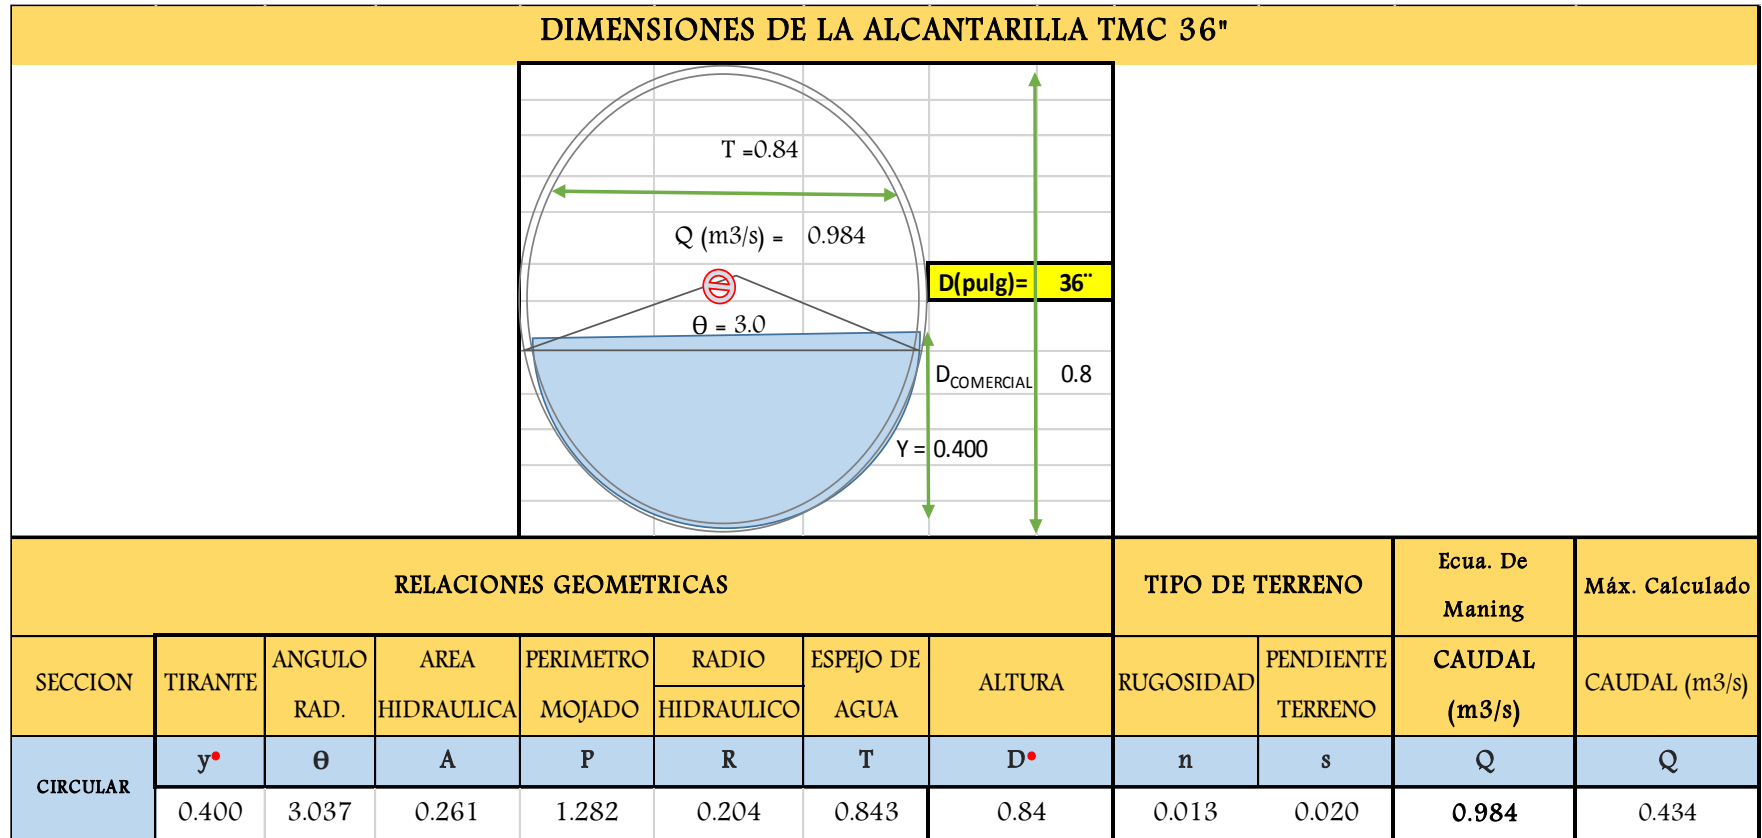 DIMENSIONES DE LA ALCANTARILLA TMC 36"
T =0.84
Q (m3/s) = 0.984
D(pulg)= 36¨
θ = 3.0
DCOMERCIAL 0.8
Y = 0.400
RELACIONES GEOMETRICAS
TIPO DE TERRENO
Ecua. De
Maning
Máx. Calculado
SECCION
TIRANTE
ANGULO
RAD.
AREA
HIDRAULICA
PERIMETRO
MOJADO
RADIO
HIDRAULICO
ESPEJO DE
AGUA
ALTURA
RUGOSIDAD
PENDIENTE
TERRENO
CAUDAL
(m3/s)
CAUDAL (m3/s)
CIRCULAR
y θ A P R T D n s Q Q
0.400 3.037 0.261 1.282 0.204 0.843 0.84 0.013 0.020 0.984 0.434